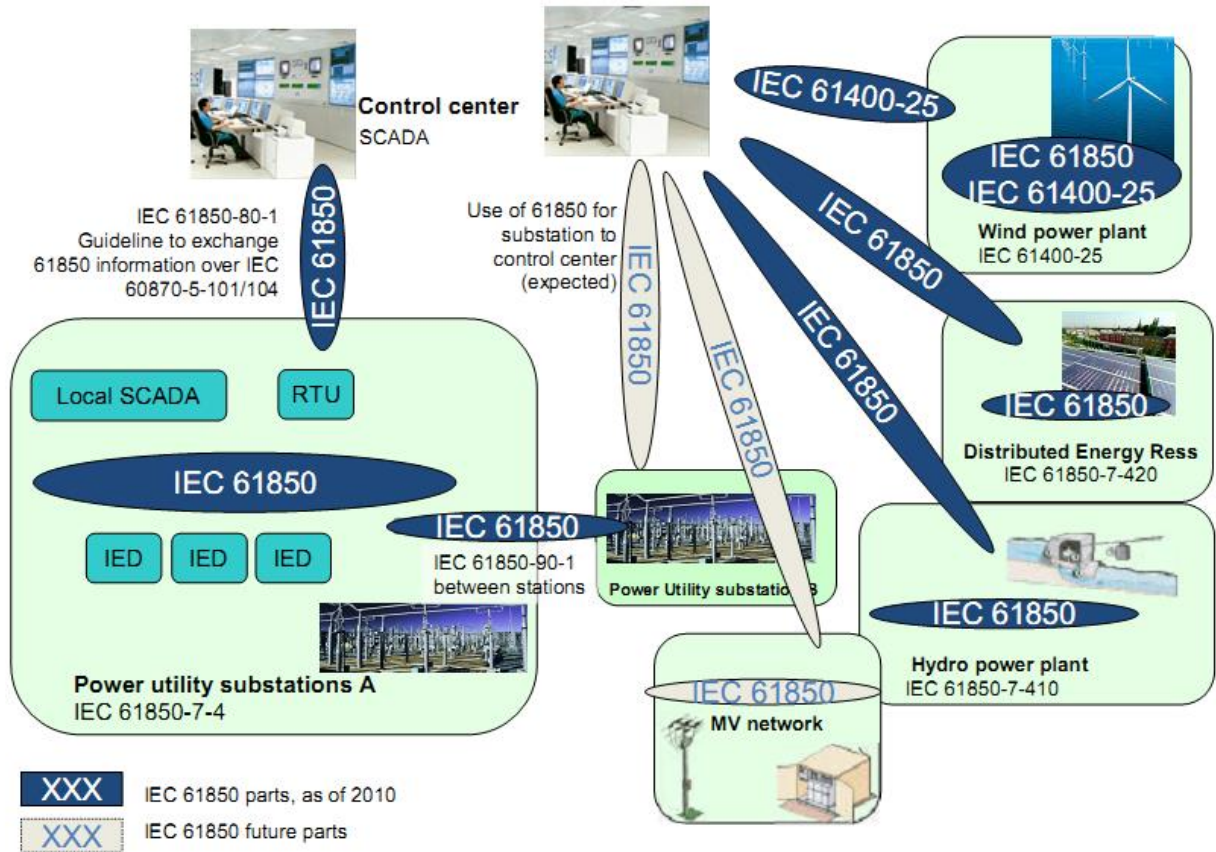 Control center
SCADA
IEC 61850-80-1
Guideline to exchange
61850 information over IEC
60870-5-101/104
IEC 61850
Local SCADA
RTU
IEC 61850
IED
IED
IED
Power utility substations A
IEC 61850-7-4
IEC 61850
IEC 61850-90-1
between stations
Use of 61850 for
substation to
control center
(expected)
IEC 61850
IEC 61850
IEC 61850
IEC 61850
IEC 61400-25
IEC 61850
IEC 61400-25
Wind power plant
IEC 61400-25
IEC 61850
Distributed Energy Ress
IEC 61850-7-420
IEC 61850
Hydro power plant
IEC 61850-7-410
Power Utility substations B
IEC 61850
MV network
XXX
IEC 61850 parts, as of 2010
XXX
IEC 61850 future parts